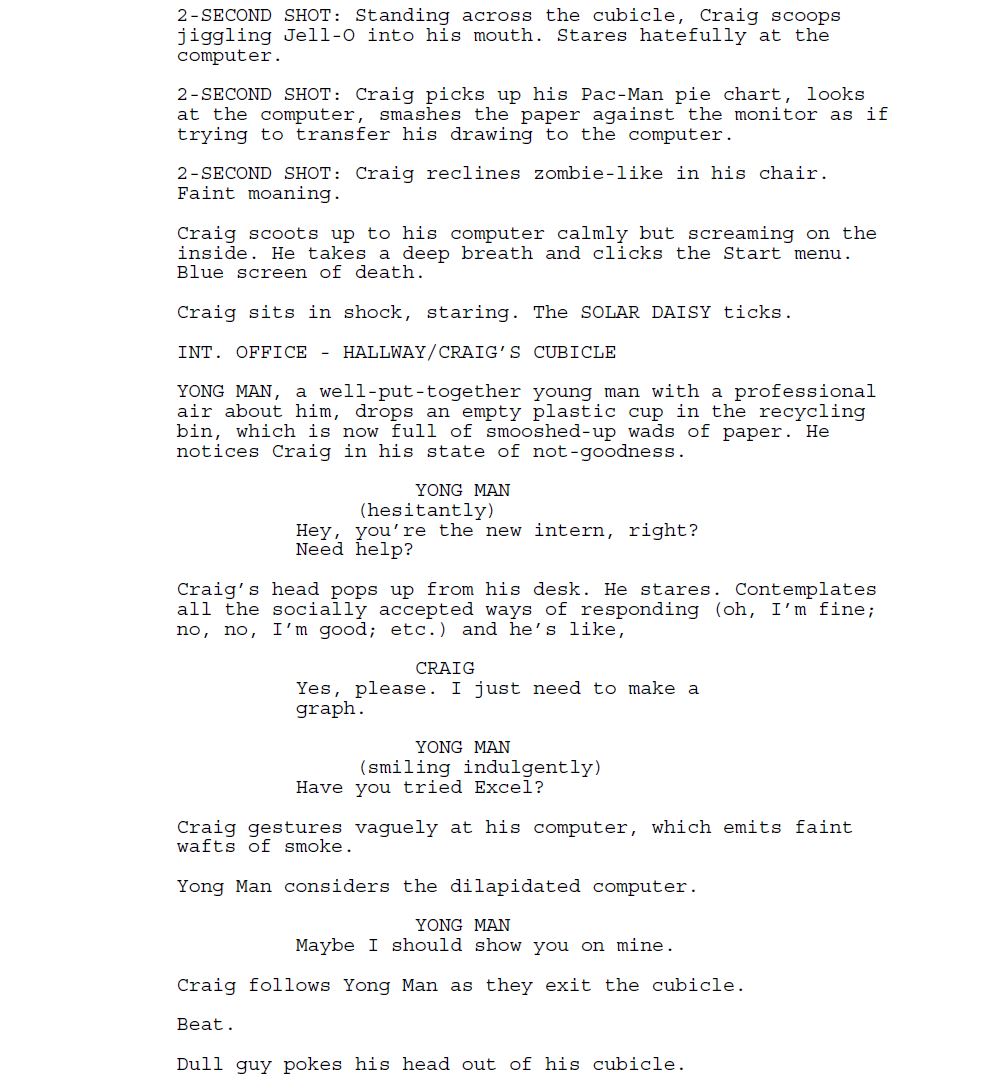 2-SECOND SHOT: Standing across the cubicle, Craig scoops
jiggling Jell-O into his mouth. Stares hatefully at the
computer.
2-SECOND SHOT: Craig picks up his Pac-Man pie chart, looks
at the computer, smashes the paper against the monitor as if
trying to transfer his drawing to the computer.
2-SECOND SHOT: Craig reclines zombie-like in his chair.
Faint moaning.
Craig scoots up to his computer calmly but screaming on the
inside. He takes a deep breath and clicks the Start menu.
Blue screen of death.
Craig sits in shock, staring. The SOLAR DAISY ticks.
INT. OFFICE - HALLWAY/CRAIG'S CUBICLE
YONG MAN, a well-put-together young man with a professional
air about him, drops an empty plastic cup in the recycling
bin, which is now full of smooshed-up wads of paper. He
notices Craig in his state of not-goodness.
YONG MAN
(hesitantly)
Hey, you're the new intern, right?
Need help?
Craig's head pops up from his desk. He stares. Contemplates
all the socially accepted ways of responding (oh, I'm fine;
no, no, I'm good; etc.) and he's like,
CRAIG
Yes, please. I just need to make a
graph.
YONG MAN
(smiling indulgently)
Have you tried Excel?
Craig gestures vaguely at his computer, which emits faint
wafts of smoke.
Yong Man considers the dilapidated computer.
YONG MAN
Maybe I should show you on mine.
Craig follows Yong Man as they exit the cubicle.
Beat.
Dull guy pokes his head out of his cubicle.